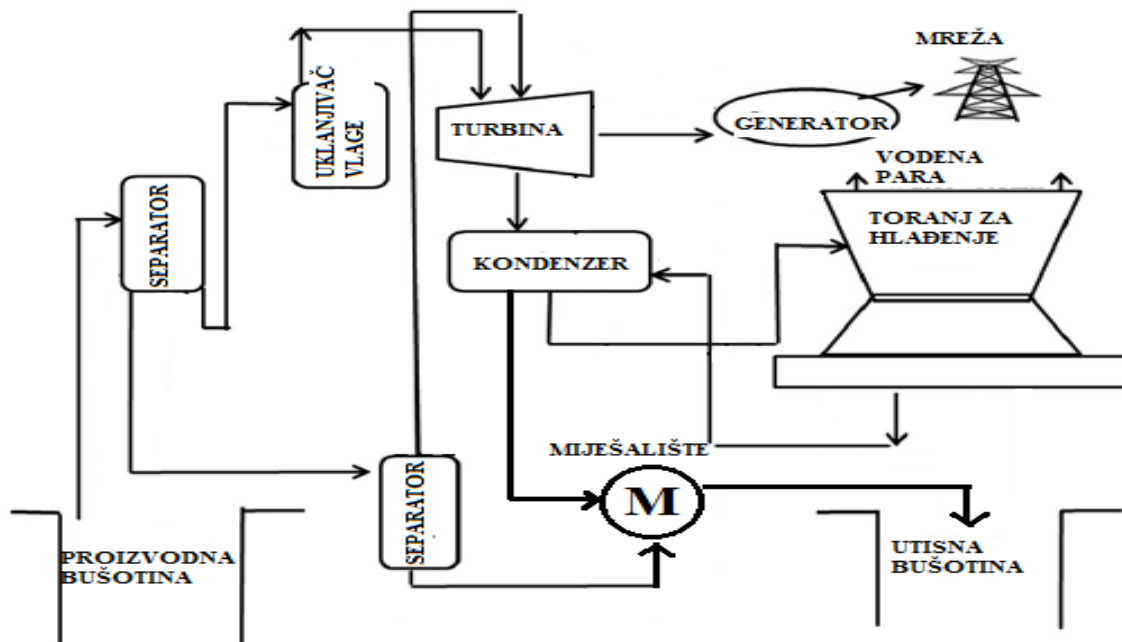 MREŽA
UKLANJIVAČ
VLAGE
TURBINA
GENERATOR
VODENA
PARA
SEPARATOR
TORANJ ZA
HLAĐENJE
KONDENZER
MIJEŠALIŠTE
SEPARATOR
M
PROIZVODNA
BUŠOTINA
UTISNA
BUŠOTINA